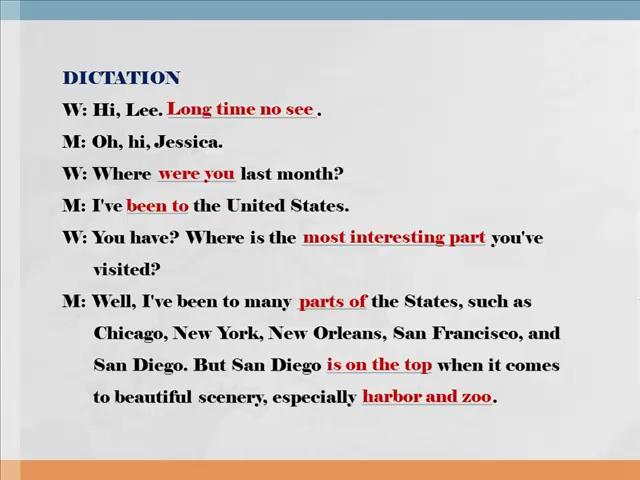 DICTATION
W: Hi, Lee. Long time no see.
M: Oh, hi, Jessica.
W: Where were you last month?
M: I've been to the United States.
W: You have? Where is the most interesting part you've
visited?
M: Well, I've been to many parts of the States, such as
Chicago, New York, New Orleans, San Francisco, and
San Diego. But San Diego is on the top when it comes
to beautiful scenery, especially harbor and zoo.